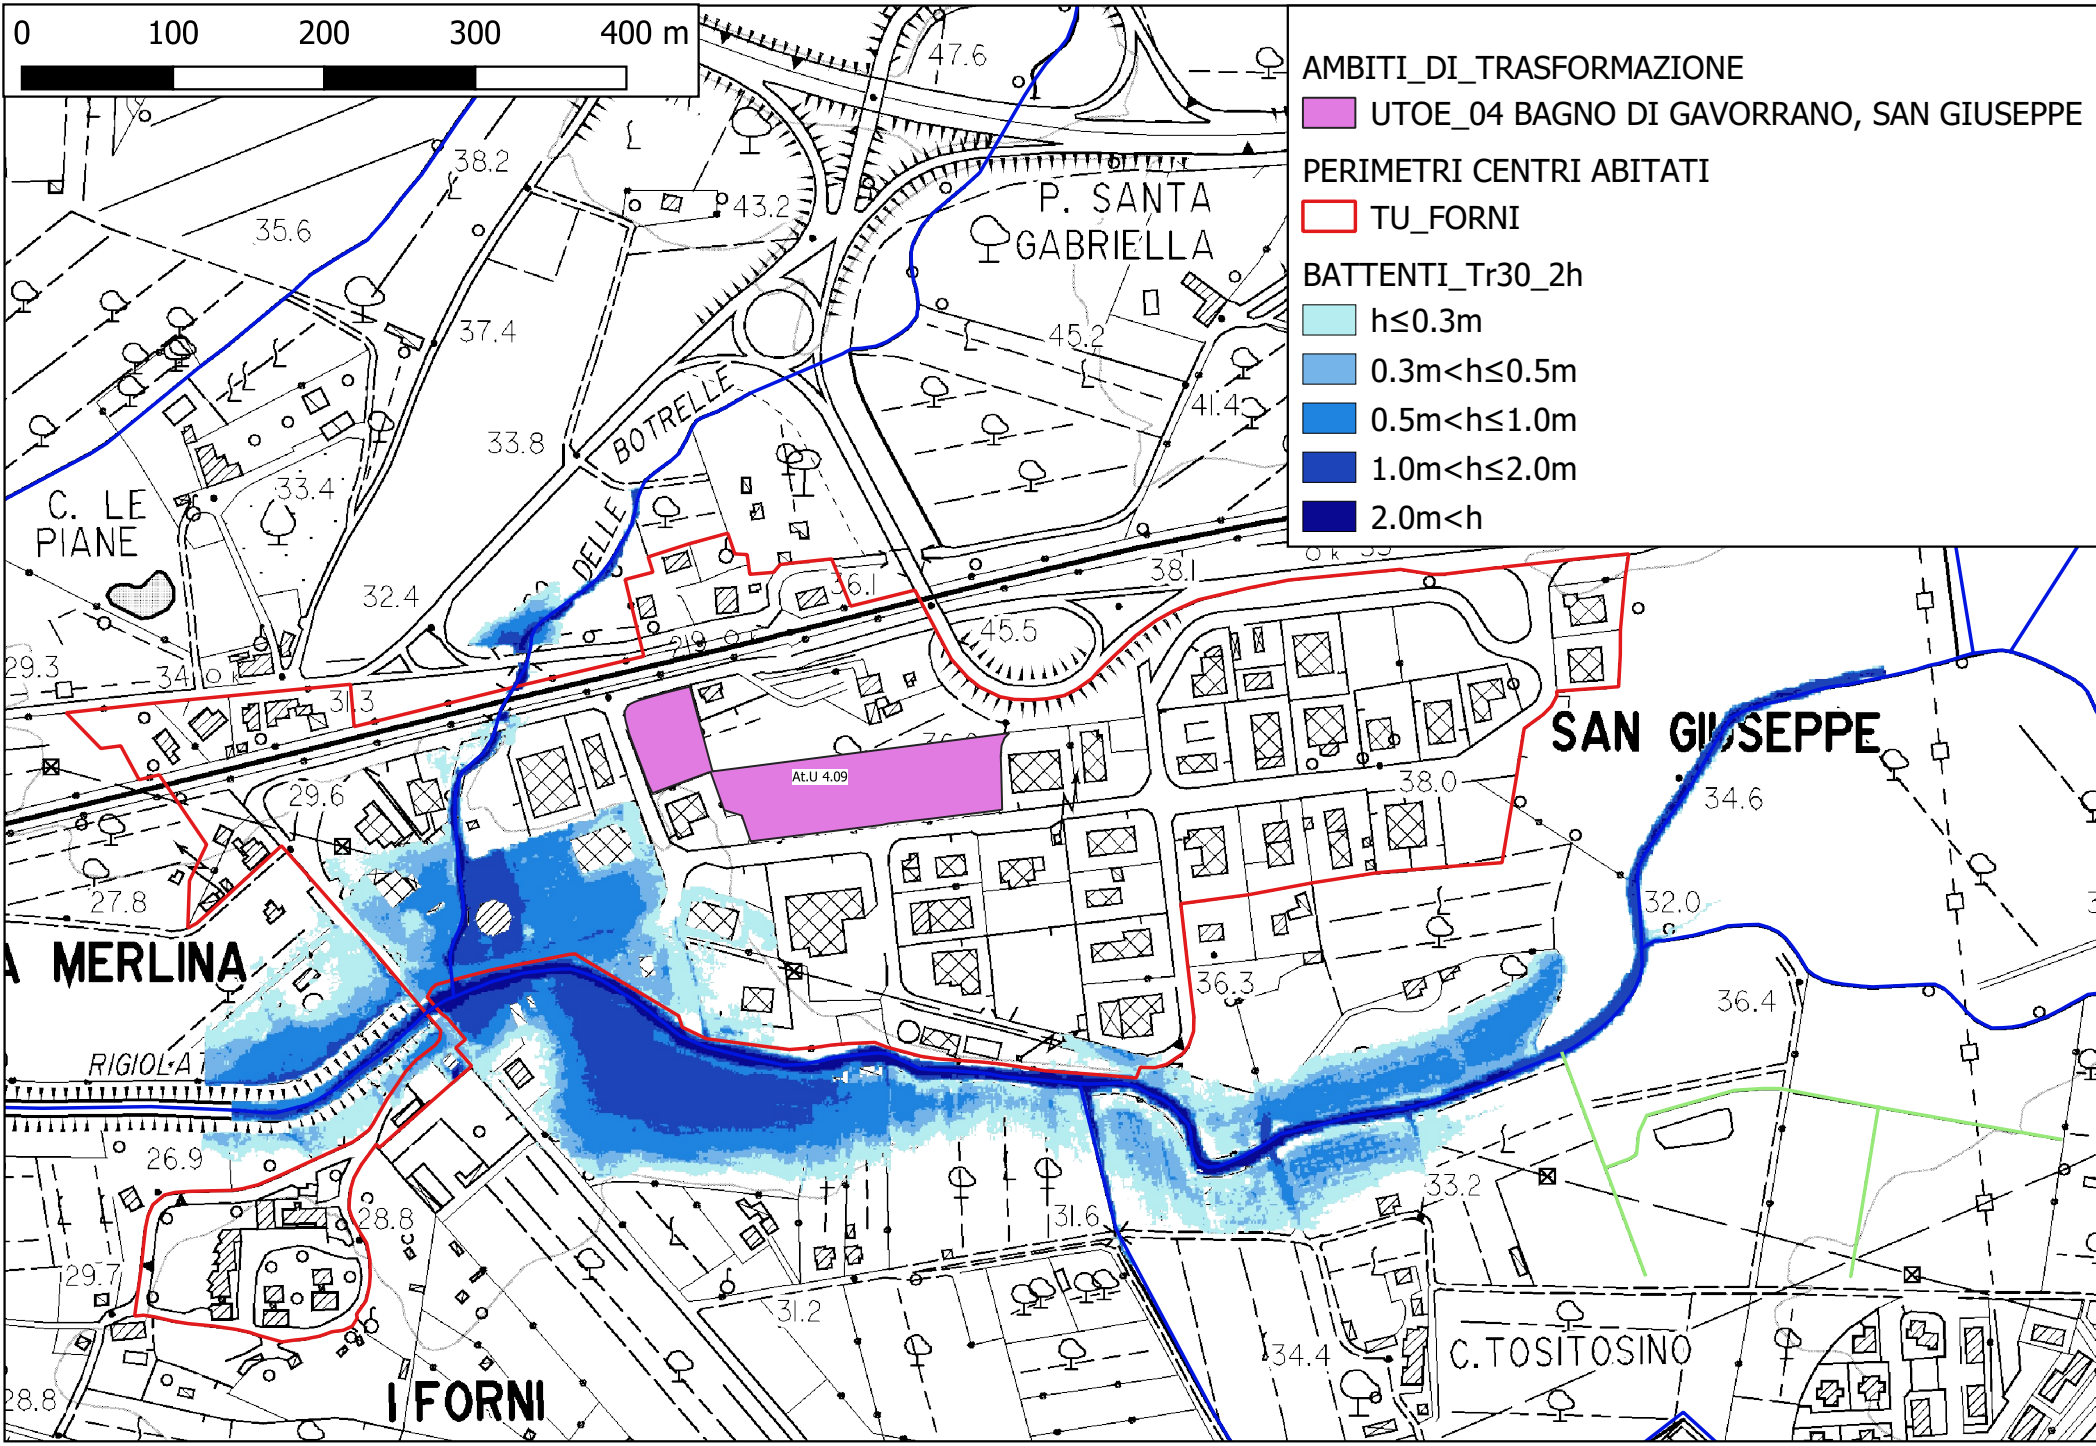 0 100 200 300 400 m
AMBITI_DI_TRASFORMAZIONE
UTOE_04 BAGNO DI GAVORRANO, SAN GIUSEPPE
PERIMETRI CENTRI ABITATI
TU_FORNI
BATTENTI_Tr30_2h
h≤0.3m
0.3m<h≤0.5m
0.5m<h≤1.0m
1.0m<h≤2.0m
2.0m<h
47.6
38.2
43.2
P. SANTA
GABRIELLA
35.6
37.4
45.2
41.4
BOTRELLE
33.8
33.4
C. LE
PIANE
DELLE
32.4
36.1
38.1
45.5
29.3
31.3
SAN GIUSEPPE
At.U 4.09
29.6
38.0
34.6
27.8
32.0
A MERLINA
36.3
36.4
RIGIOLAT
26.9
33.2
28.8
31.6
29.7
31.2
34.4
C. TOSITOSINO
28.8
I FORNI